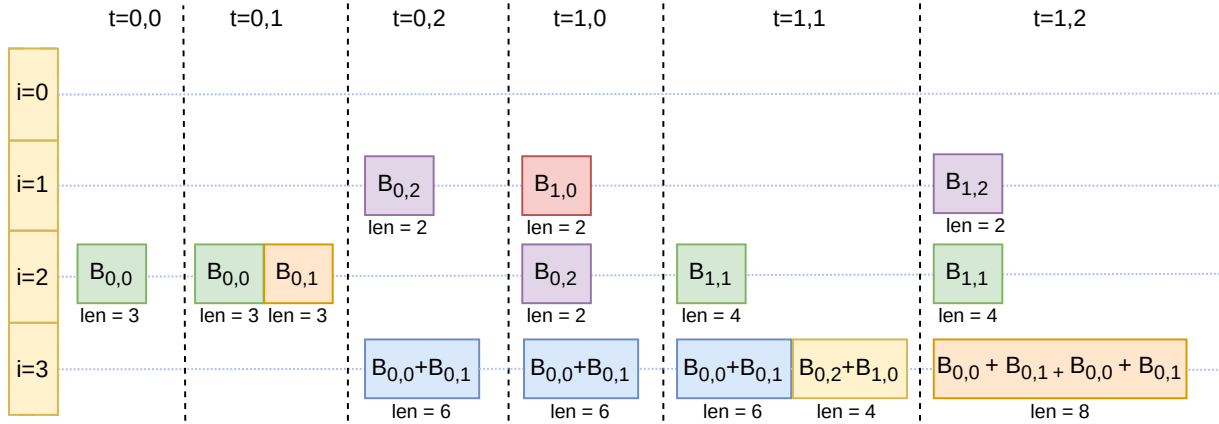 t=0,0 t=0,1 t=0,2 t=1,0 t=1,1 t=1,2
i=0
i=1 B0,2 B1,0 B1,2
len = 2 len = 2 len = 2
i=2 B0,0 B0,0 B0,1 B0,2 B1,1 B1,1
len = 3 len = 3 len = 3 len = 2 len = 4 len = 4
i=3 B0,0+B0,1 B0,0+B0,1 B0,0+B0,1 B0,2+B1,0 B0,0 + B0,1 + B0,0 + B0,1
len = 6 len = 6 len = 6 len = 4 len = 8